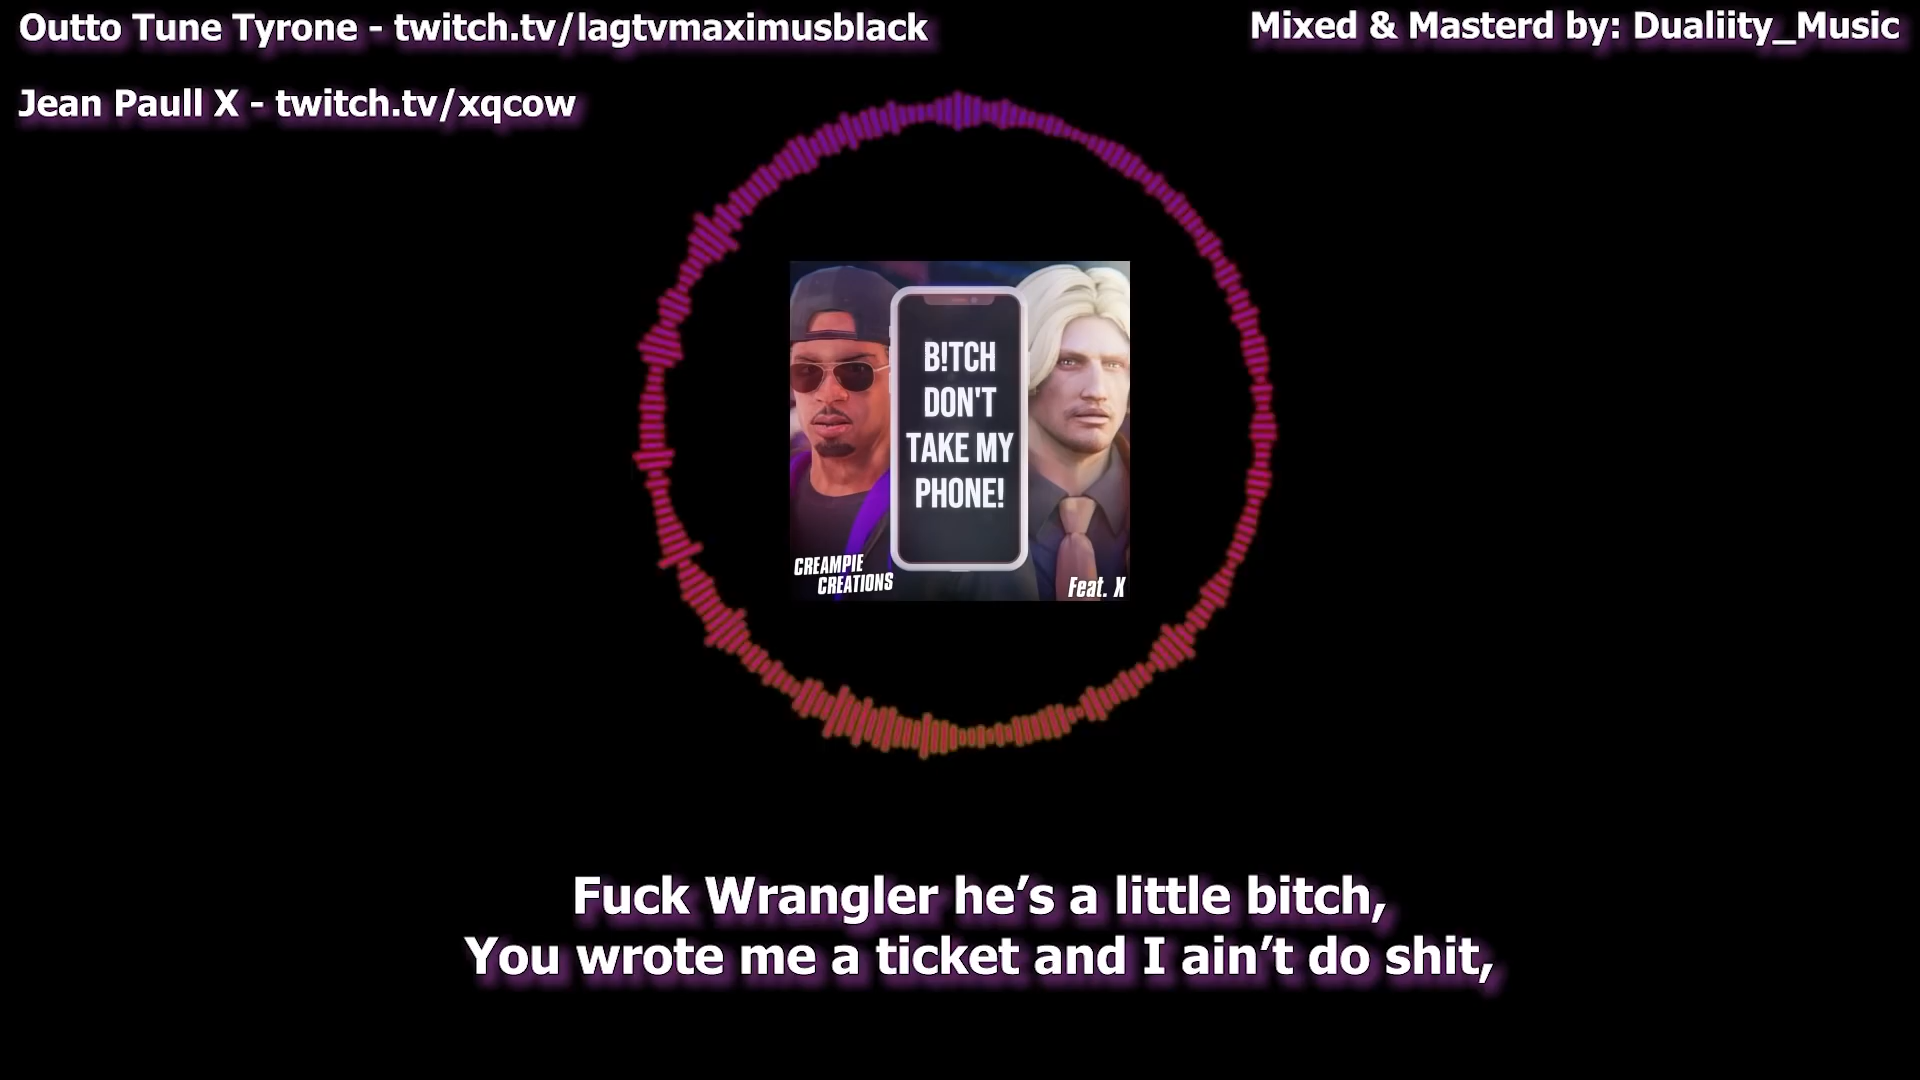 Outto Tune Tyrone - twitch.tv/lagtvmaximusblack
Mixed & Masterd by: Dualiity_Music
Jean Paull X - twitch.tv/xqcow
B!TCH
DON'T
TAKE MY
PHONE!
CREAMPIE
CREATIONS
Feat. X
Fuck Wrangler he’s a little bitch,
You wrote me a ticket and I ain’t do shit,